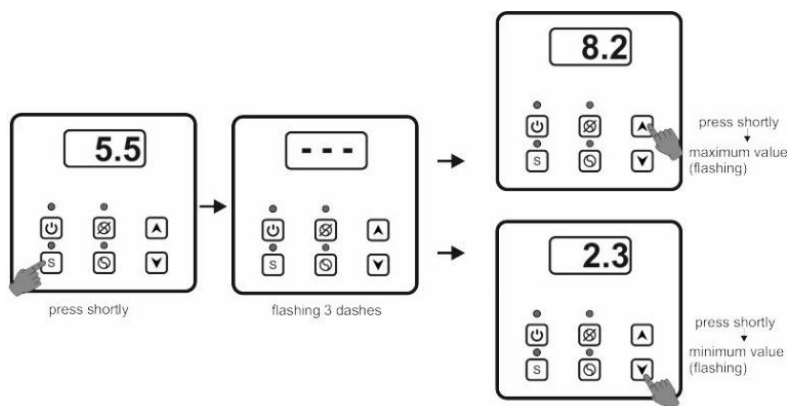 5.5
S
press shortly
- - -
S
flashing 3 dashes
8.2
S
press shortly
maximum value
(flashing)
2.3
S
press shortly
minimum value
(flashing)